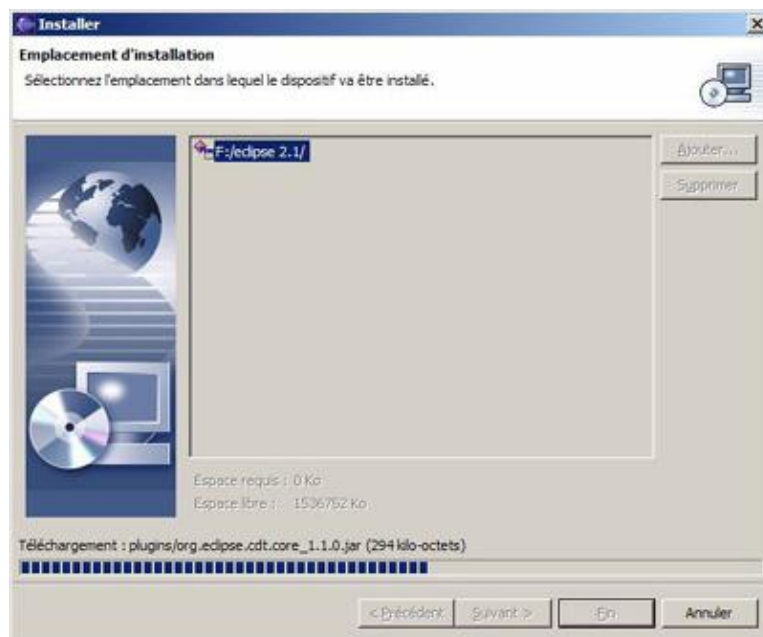 Installer
Emplacement d'installation
Sélectionnez l'emplacement dans lequel le dispositif va être installé.
F:/eclipse 2.1/
Ajouter...
Supprimer
Espace requis : 0 Ko
Espace libre : 1536752 Ko
Téléchargement : plugins/org.eclipse.cdt.core_1.1.0.jar (294 kilo-octets)
< Précédent Suivant > Fin Annuler